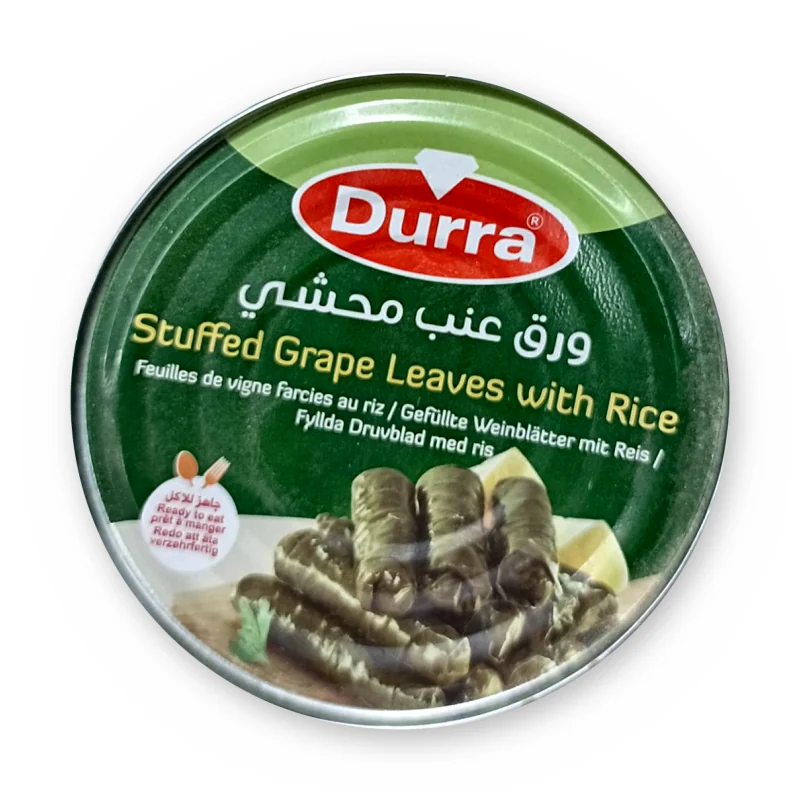 Durra®
ورق عنب محشي
Stuffed Grape Leaves with Rice
Feuilles de vigne farcies au riz / Gefüllte Weinblätter mit Reis /
Fyllda Druvblad med ris
جاهز للأكل
Ready to eat
prêt à manger
Redo att äta
verzehrfertig